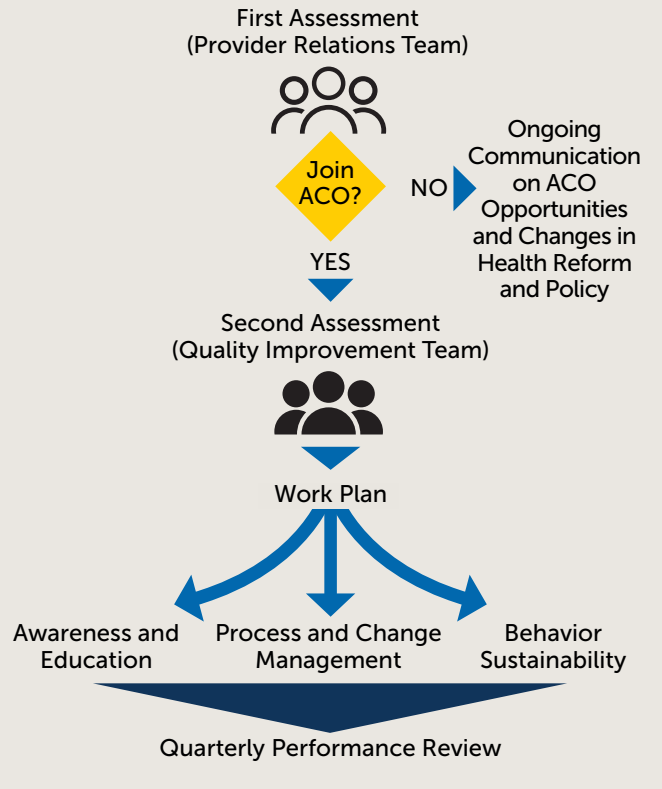 First Assessment
(Provider Relations Team)
Join
ACO?
NO
Ongoing
Communication
on ACO
Opportunities
and Changes in
Health Reform
and Policy
YES
Second Assessment
(Quality Improvement Team)
Work Plan
Awareness and
Education
Process and Change
Management
Behavior
Sustainability
Quarterly Performance Review